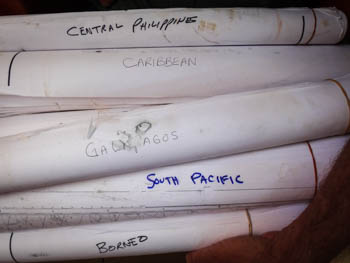 CENTRAL PHILIPPINE
CARIBBEAN
GALAPAGOS
SOUTH PACIFIC
BORNEO